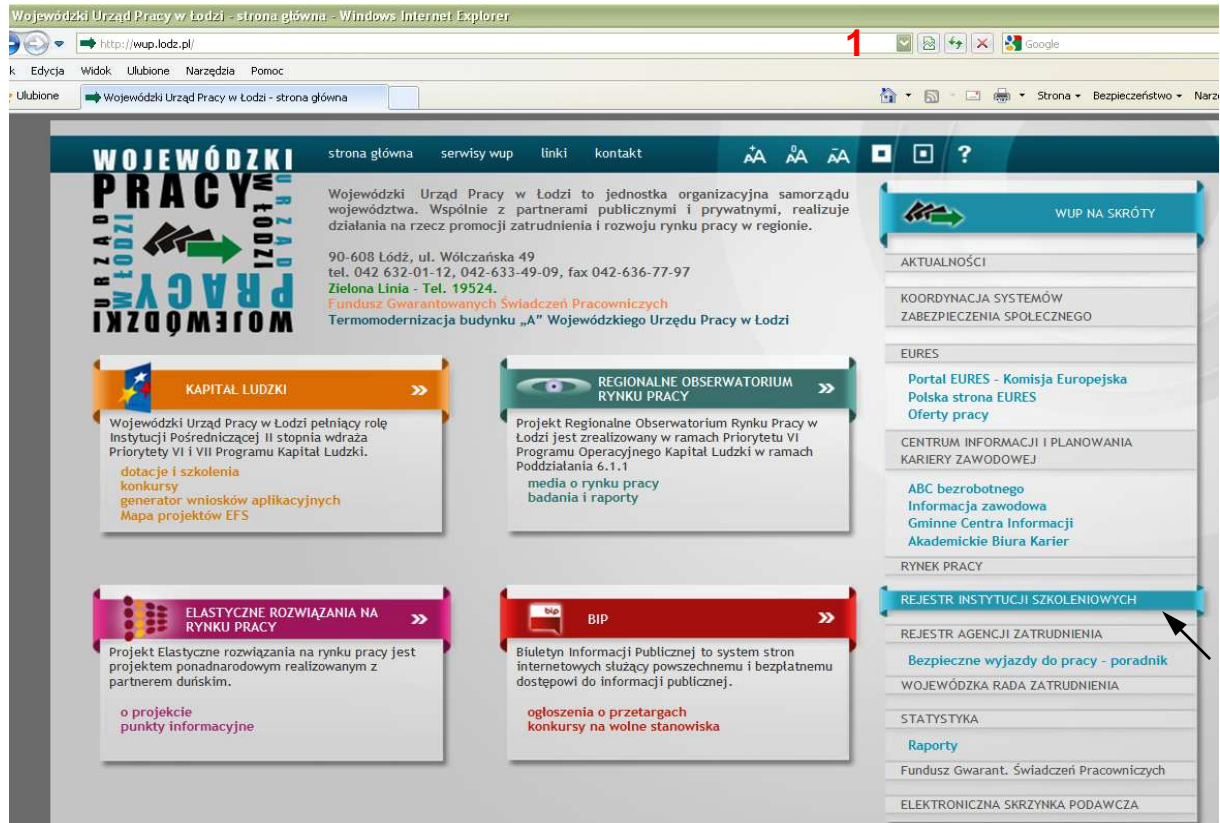 Wojewódzki Urząd Pracy w Łodzi - strona główna - Windows Internet Explorer
http://wup.lodz.pl/
1
Google
k Edycja Widok Ulubione Narzędzia Pomoc
Ulubione
Wojewódzki Urząd Pracy w Łodzi - strona główna
Strona
Bezpieczeństwo
Narzę
WOJEWÓDZKI
URZĄD
PRACY
W ŁODZI
WOJEWÓDZKI
URZĄD
PRACY
W ŁODZI
strona główna serwisy wup linki kontakt
A A A ?
Wojewódzki Urząd Pracy w Łodzi to jednostka organizacyjna samorządu
województwa. Wspólnie z partnerami publicznymi i prywatnymi, realizuje
działania na rzecz promocji zatrudnienia i rozwoju rynku pracy w regionie.
90-608 Łódź, ul. Wólczańska 49
tel. 042 632-01-12, 042-633-49-09, fax 042-636-77-97
Zielona Linia - Tel. 19524.
Fundusz Gwarantowanych Świadczeń Pracowniczych
Termomodernizacja budynku „A" Wojewódzkiego Urzędu Pracy w Łodzi
KAPITAŁ LUDZKI »
Wojewódzki Urząd Pracy w Łodzi pełniący rolę
Instytucji Pośredniczącej II stopnia wdraża
Priorytety VI i VII Programu Kapitał Ludzki.
dotacje i szkolenia
konkursy
generator wniosków aplikacyjnych
Mapa projektów EFS
REGIONALNE OBSERWATORIUM
RYNKU PRACY »
Projekt Regionalne Obserwatorium Rynku Pracy w
Łodzi jest zrealizowany w ramach Priorytetu VI
Programu Operacyjnego Kapitał Ludzki w ramach
Poddziałania 6.1.1
media o rynku pracy
badania i raporty
ELASTYCZNE ROZWIĄZANIA NA
RYNKU PRACY »
Projekt Elastyczne rozwiązania na rynku pracy jest
projektem ponadnarodowym realizowanym z
partnerem duńskim.
o projekcie
punkty informacyjne
bip
BIP »
Biuletyn Informacji Publicznej to system stron
internetowych służący powszechnemu i bezpłatnemu
dostępowi do informacji publicznej.
ogłoszenia o przetargach
konkursy na wolne stanowiska
WUP NA SKRÓTY
AKTUALNOŚCI
KOORDYNACJA SYSTEMÓW
ZABEZPIECZENIA SPOŁECZNEGO
EURES
Portal EURES - Komisja Europejska
Polska strona EURES
Oferty pracy
CENTRUM INFORMACJI I PLANOWANIA
KARIERY ZAWODOWEJ
ABC bezrobotnego
Informacja zawodowa
Gminne Centra Informacji
Akademickie Biura Karier
RYNEK PRACY
REJESTR INSTYTUCJI SZKOLENIOWYCH
REJESTR AGENCJI ZATRUDNIENIA
Bezpieczne wyjazdy do pracy - poradnik
WOJEWÓDZKA RADA ZATRUDNIENIA
STATYSTYKA
Raporty
Fundusz Gwarant. Świadczeń Pracowniczych
ELEKTRONICZNA SKRZYNKA PODAWCZA